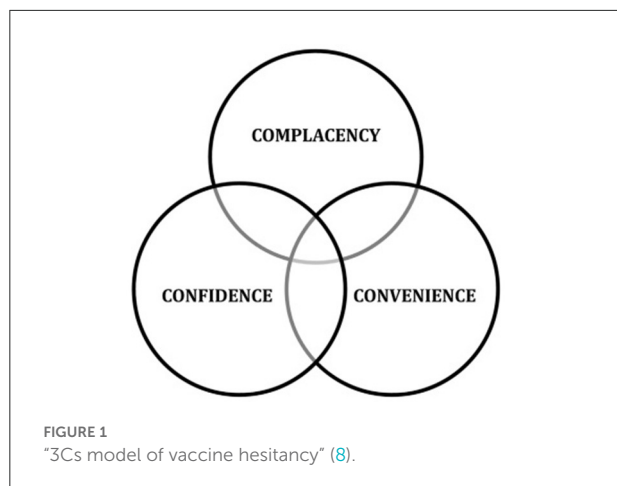 COMPLACENCY
CONFIDENCE
CONVENIENCE
FIGURE 1
“3Cs model of vaccine hesitancy” (8).